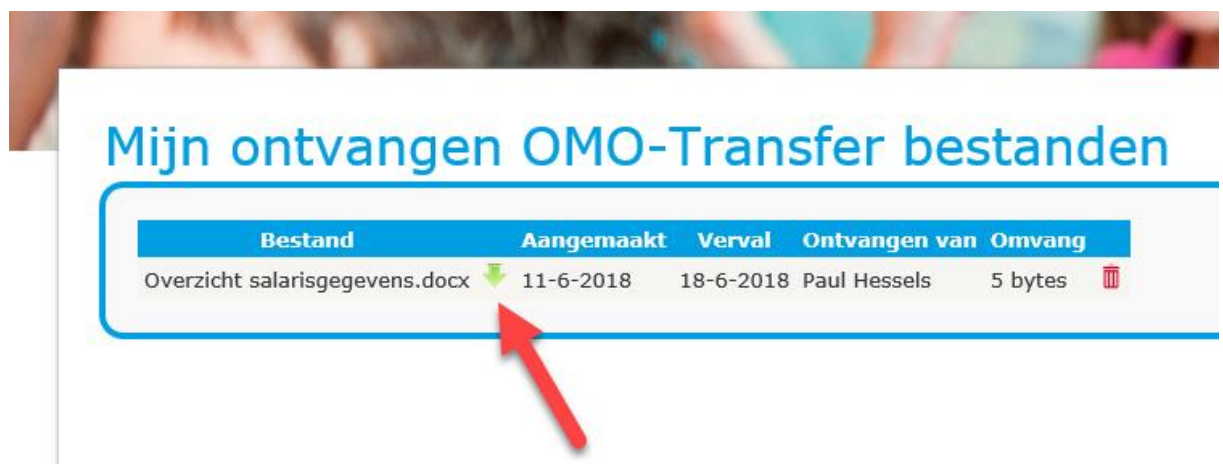 Mijn ontvangen OMO-Transfer bestanden
Bestand Aangemaakt Verval Ontvangen van Omvang
Overzicht salarisgegevens.docx 11-6-2018 18-6-2018 Paul Hessels 5 bytes